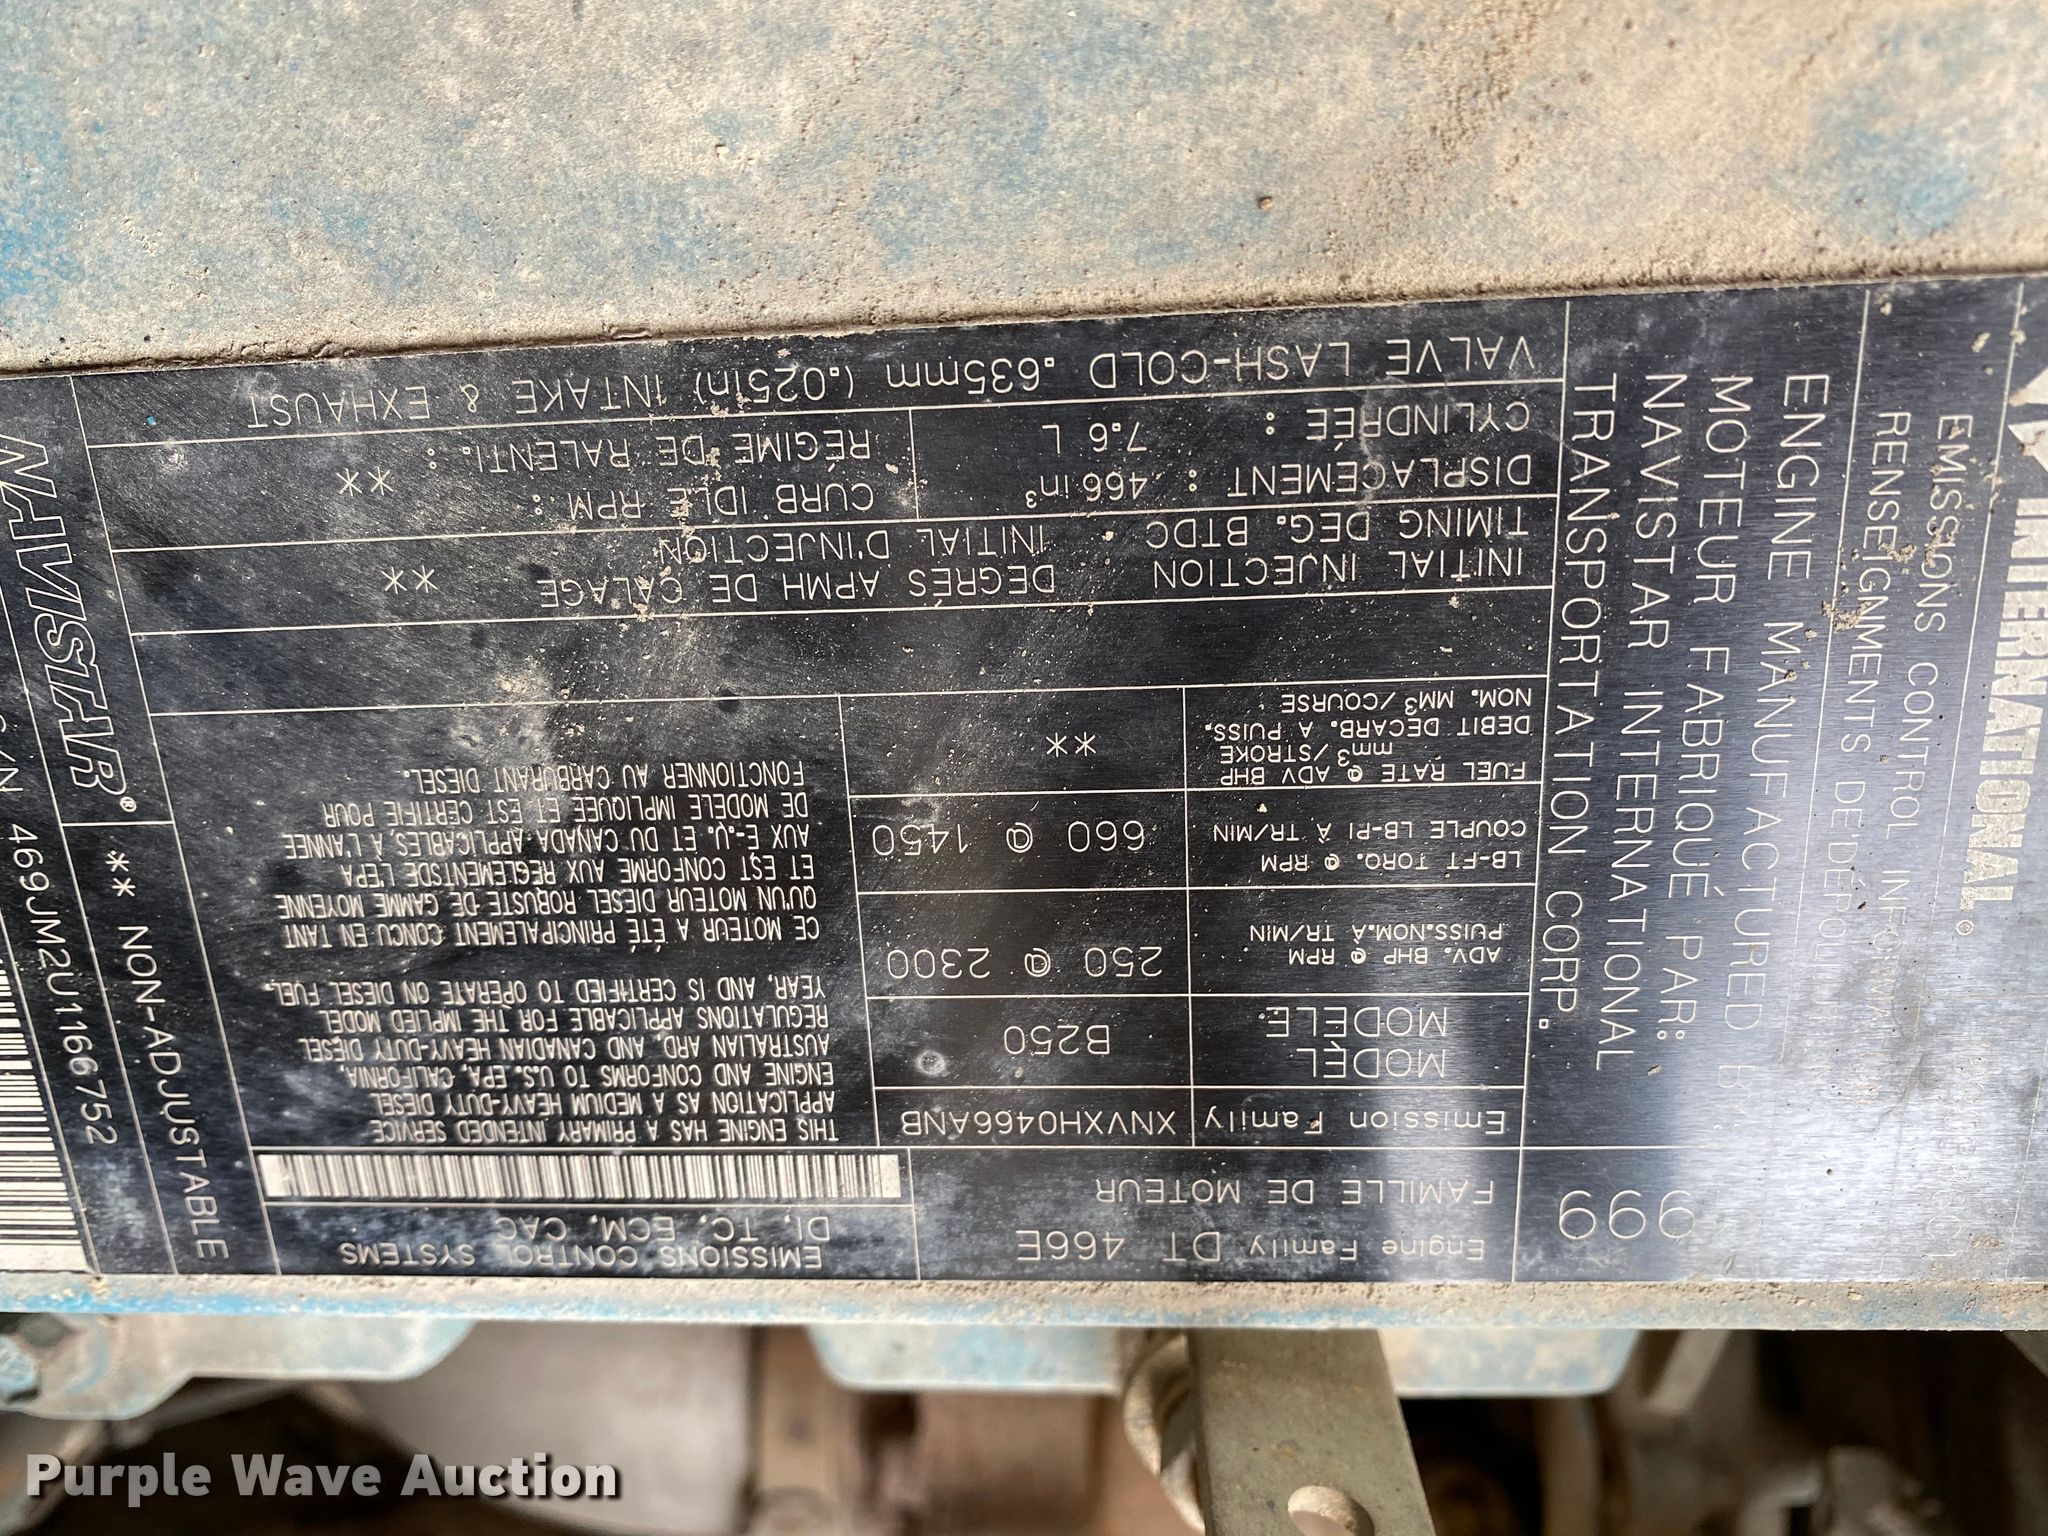 INTERNATIONAL®
EMISSIONS CONTROL INFORMATION
RENSEIGNMENTS DE DÉPOLLUTION
ENGINE MANUFACTURED BY:
MOTEUR FABRIQUÉ PAR:
NAVISTAR INTERNATIONAL
TRANSPORTATION CORP.
999
Engine Family DT 466E
FAMILLE DE MOTEUR
Emission Family XNVXH0466ANB
MODÉL
MODÉLE B250
ADV. BHP @ RPM
PUISS.NOM.À TR/MIN 250 @ 2300
LB-FT TORQ. @ RPM
COUPLE LB-PI À TR/MIN 660 @ 1450
FUEL RATE @ ADV BHP
mm³/STROKE
DEBIT DECARB. A PUISS.
NOM. MM³/COURSE **
EMISSIONS CONTROL SYSTEMS
DI, TC, ECM, CAC
THIS ENGINE HAS A PRIMARY INTENDED SERVICE
APPLICATION AS A MEDIUM HEAVY-DUTY DIESEL
ENGINE AND CONFORMS TO U.S. EPA, CALIFORNIA,
AUSTRALIAN ARD, AND CANADIAN HEAVY-DUTY DIESEL
REGULATIONS APPLICABLE FOR THE IMPLIED MODEL
YEAR, AND IS CERTIFIED TO OPERATE ON DIESEL FUEL.
CE MOTEUR A ÉTÉ PRINCIPALEMENT CONCU EN TANT
QU'UN MOTEUR DIESEL ROBUSTE DE GAMME MOYENNE
ET EST CONFORME AUX REGLEMENTSDE L'EPA
AUX E.-U. ET DU CANADA APPLICABLES, A L'ANNEE
DE MODELE IMPLIQUEE ET EST CERTIFIE POUR
FONCTIONNER AU CARBURANT DIESEL.
INITIAL INJECTION DEGRÉS APMH DE CALAGE **
TIMING DEG. BTDC INITIAL D'INJECTION
DISPLACEMENT : 466 in³
CYLINDRÉE : 7.6 L
CURB IDLE RPM :
RÉGIME DE RALENTI. : **
VALVE LASH-COLD .635mm (.025in) INTAKE & EXHAUST
** NON-ADJUSTABLE
NAVISTAR®
469JM2U1166752
Purple Wave Auction